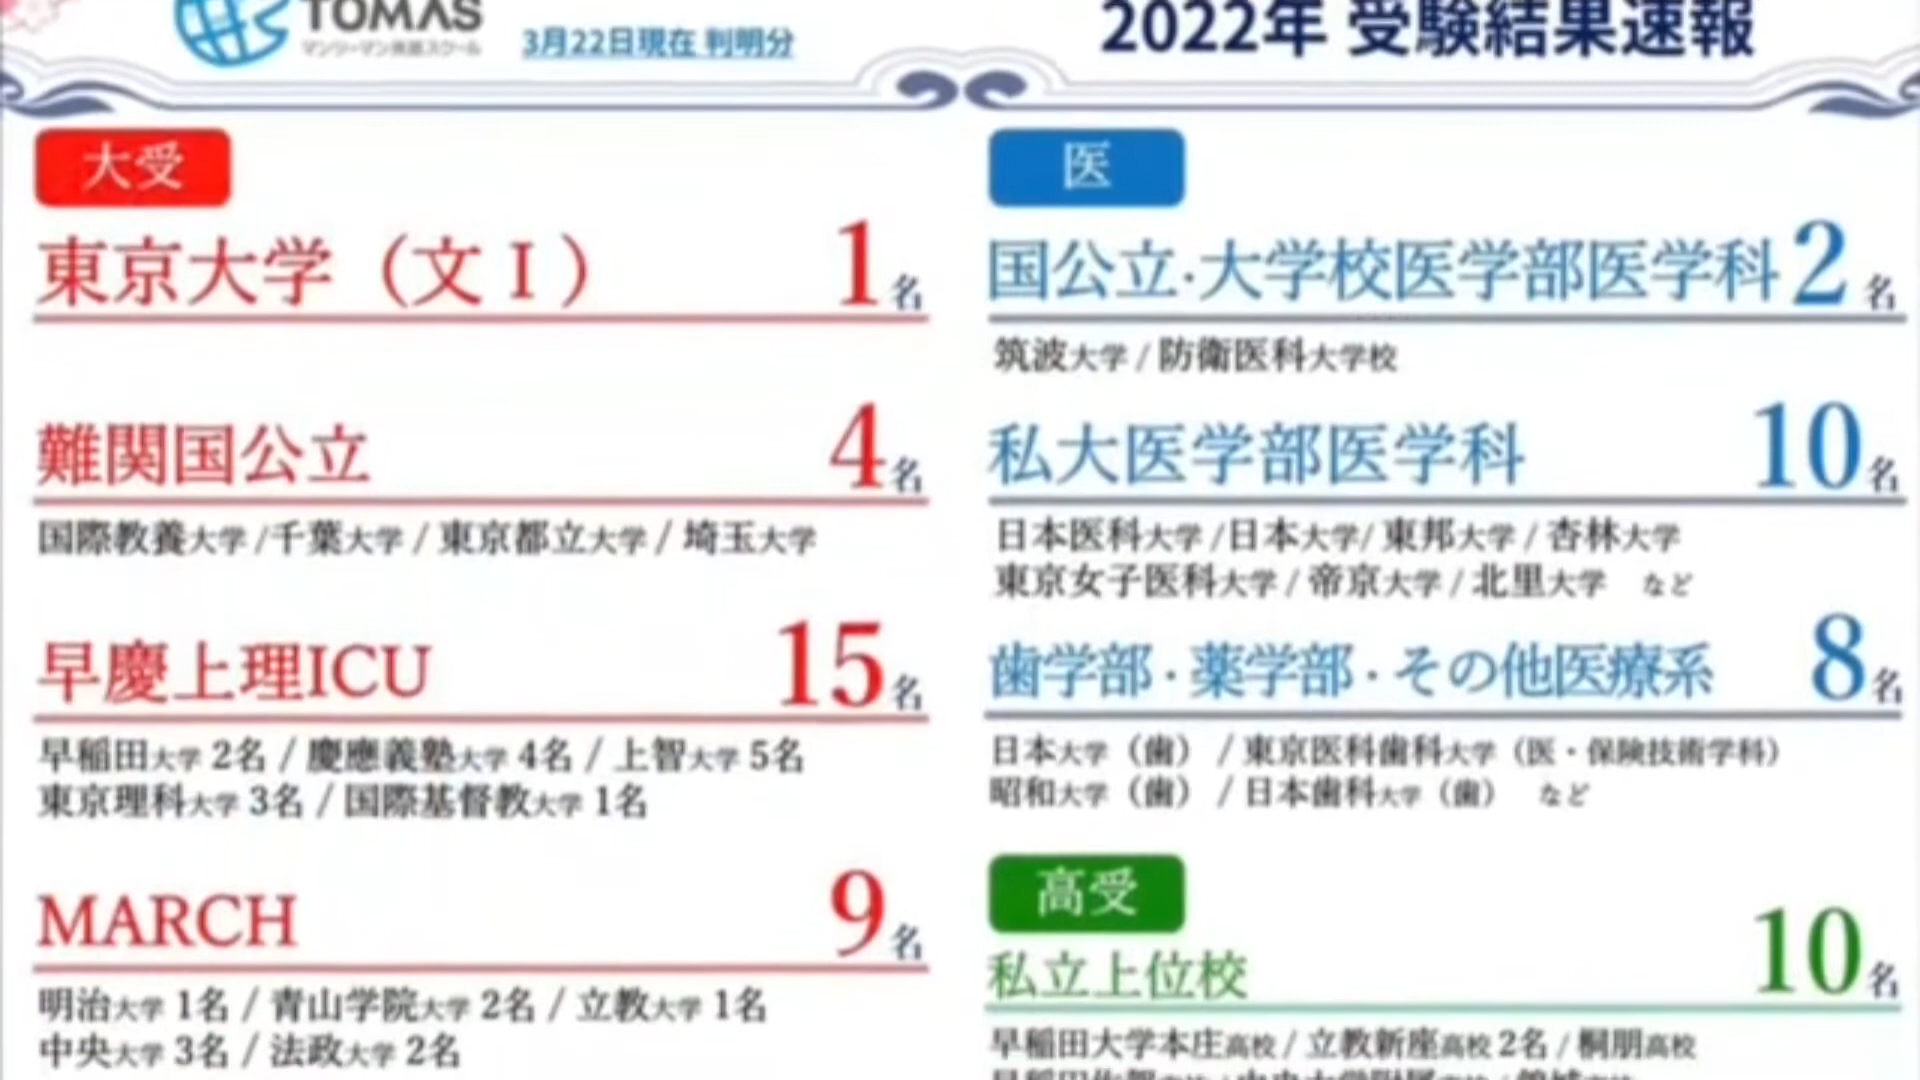 TOMAS
マンツーマン英語スクール
3月22日現在 判明分
2022年 受験結果速報
大受
東京大学（文Ⅰ） 1名
難関国公立 4名
国際教養大学 / 千葉大学 / 東京都立大学 / 埼玉大学
早慶上理ICU 15名
早稲田大学 2名 / 慶應義塾大学 4名 / 上智大学 5名
東京理科大学 3名 / 国際基督教大学 1名
MARCH 9名
明治大学 1名 / 青山学院大学 2名 / 立教大学 1名
中央大学 3名 / 法政大学 2名
医
国公立・大学校医学部医学科 2名
筑波大学 / 防衛医科大学校
私大医学部医学科 10名
日本医科大学 / 日本大学 / 東邦大学 / 杏林大学
東京女子医科大学 / 帝京大学 / 北里大学 など
歯学部・薬学部・その他医療系 8名
日本大学（歯） / 東京医科歯科大学（医・保険技術学科）
昭和大学（歯） / 日本歯科大学（歯） など
高受
私立上位校 10名
早稲田大学本庄高校 / 立教新座高校 2名 / 桐朋高校